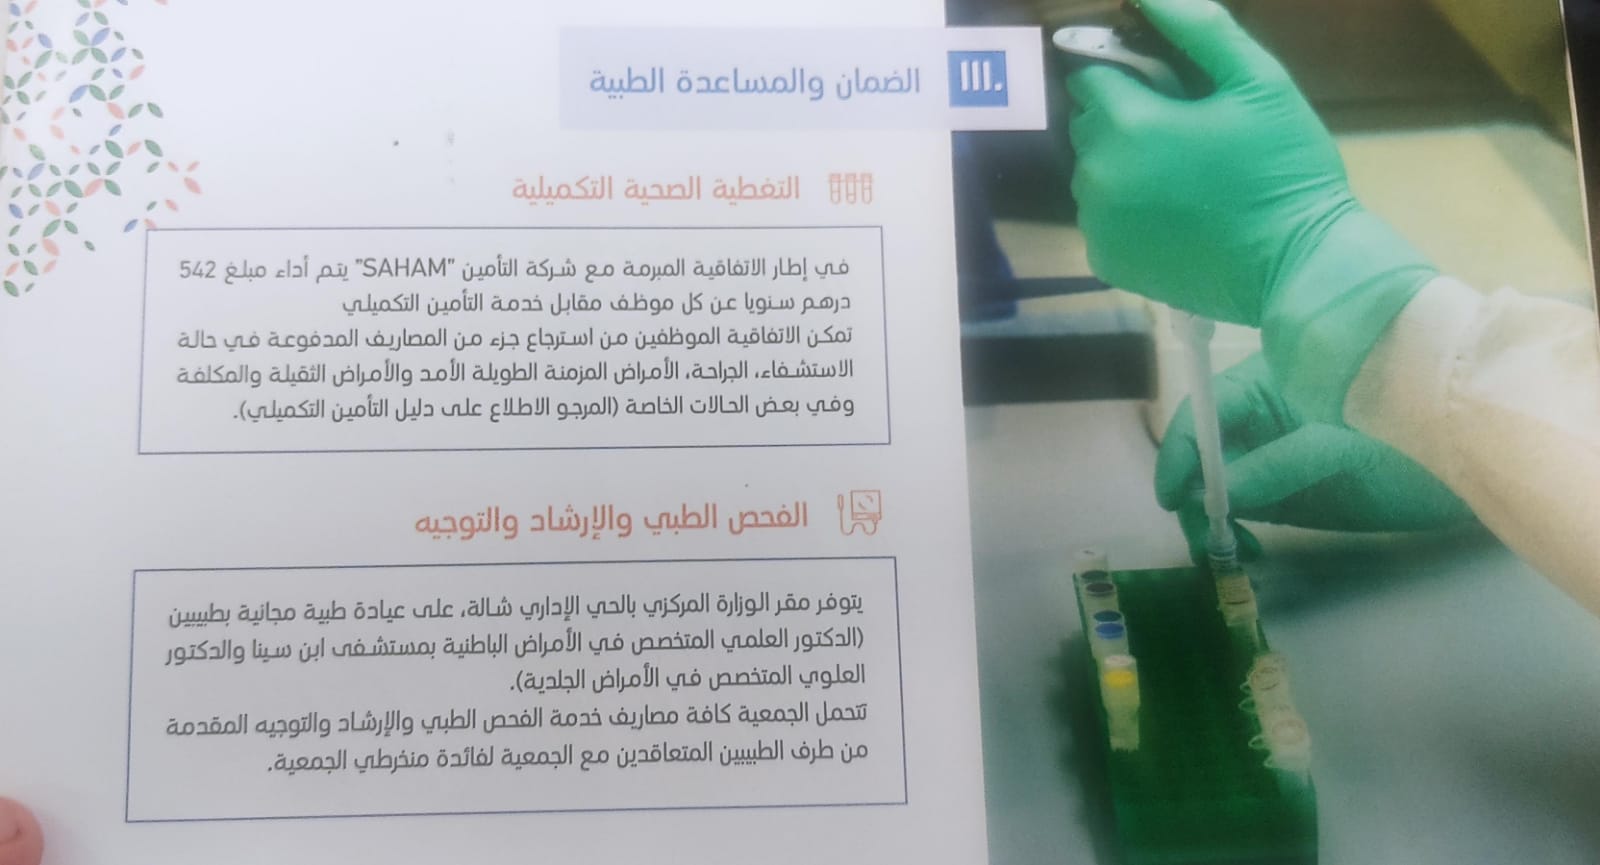 III. الضمان والمساعدة الطبية
التغطية الصحية التكميلية
في إطار الاتفاقية المبرمة مع شركة التأمين "SAHAM" يتم أداء مبلغ 542
درهم سنويا عن كل موظف مقابل خدمة التأمين التكميلي
تمكن الاتفاقية الموظفين من استرجاع جزء من المصاريف المدفوعة في حالة
الاستشفاء، الجراحة، الأمراض المزمنة الطويلة الأمد والأمراض الثقيلة والمكلفة
وفي بعض الحالات الخاصة (المرجو الاطلاع على دليل التأمين التكميلي).
الفحص الطبي والإرشاد والتوجيه
يتوفر مقر الوزارة المركزي بالحي الإداري شالة، على عيادة طبية مجانية بطبيبين
(الدكتور العلمي المتخصص في الأمراض الباطنية بمستشفى ابن سينا والدكتور
العلوي المتخصص في الأمراض الجلدية).
تتحمل الجمعية كافة مصاريف خدمة الفحص الطبي والإرشاد والتوجيه المقدمة
من طرف الطبيبين المتعاقدين مع الجمعية لفائدة منخرطي الجمعية.